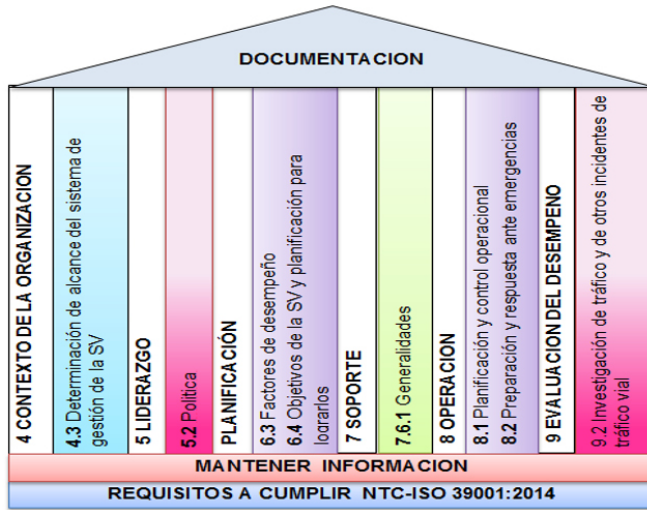 DOCUMENTACION
4 CONTEXTO DE LA ORGANIZACION
4.3 Determinación de alcance del sistema de
gestión de la SV
5 LIDERAZGO
5.2 Politica
PLANIFICACIÓN
6.3 Factores de desempeño
6.4 Objetivos de la SV y planificación para
lograrlos
7 SOPORTE
7.6.1 Generalidades
8 OPERACION
8.1 Planificación y control operacional
8.2 Preparación y respuesta ante emergencias
9 EVALUACION DEL DESEMPEÑO
9.2 Investigación de tráfico y de otros incidentes de
tráfico vial
MANTENER INFORMACION
REQUISITOS A CUMPLIR NTC-ISO 39001:2014